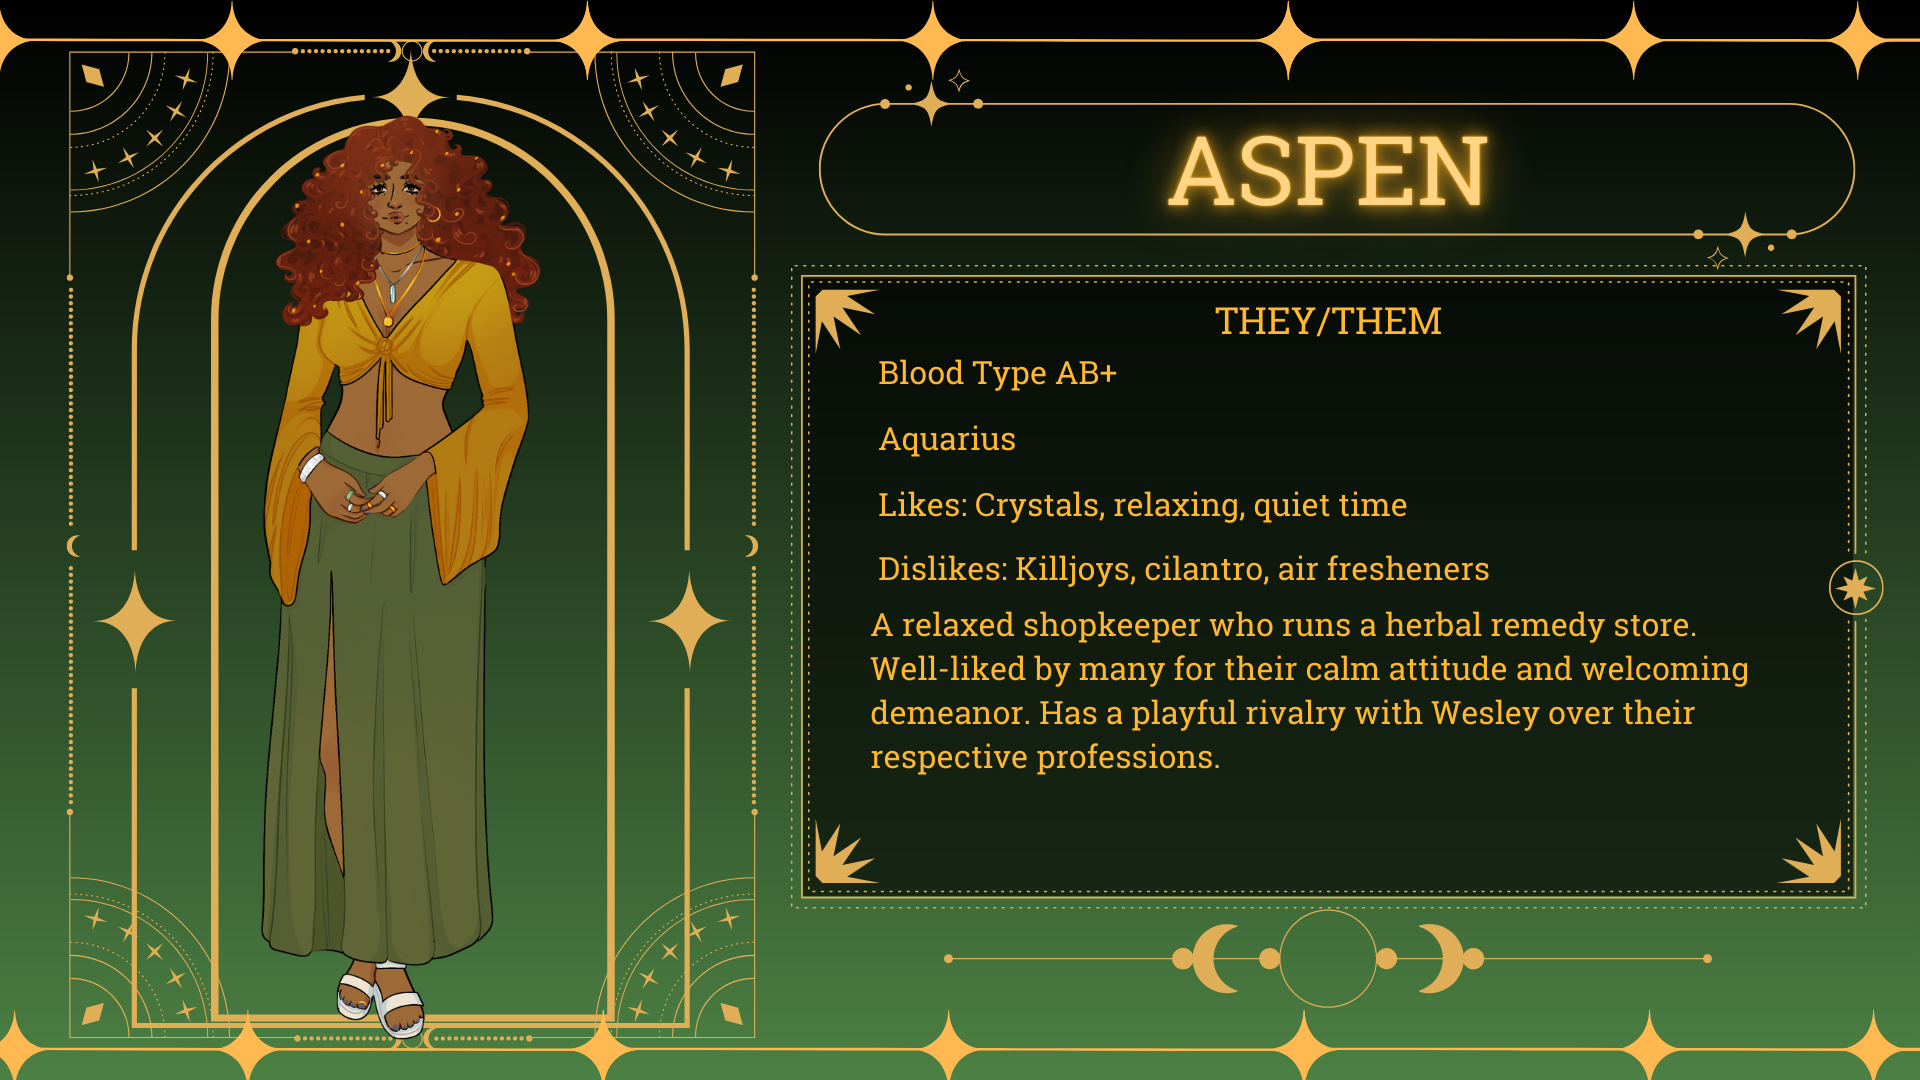 ASPEN
THEY/THEM
Blood Type AB+
Aquarius
Likes: Crystals, relaxing, quiet time
Dislikes: Killjoys, cilantro, air fresheners
A relaxed shopkeeper who runs a herbal remedy store.
Well-liked by many for their calm attitude and welcoming
demeanor. Has a playful rivalry with Wesley over their
respective professions.